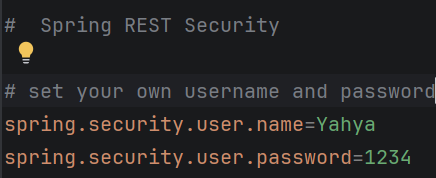 #  Spring REST Security
# set your own username and password
spring.security.user.name=Yahya
spring.security.user.password=1234